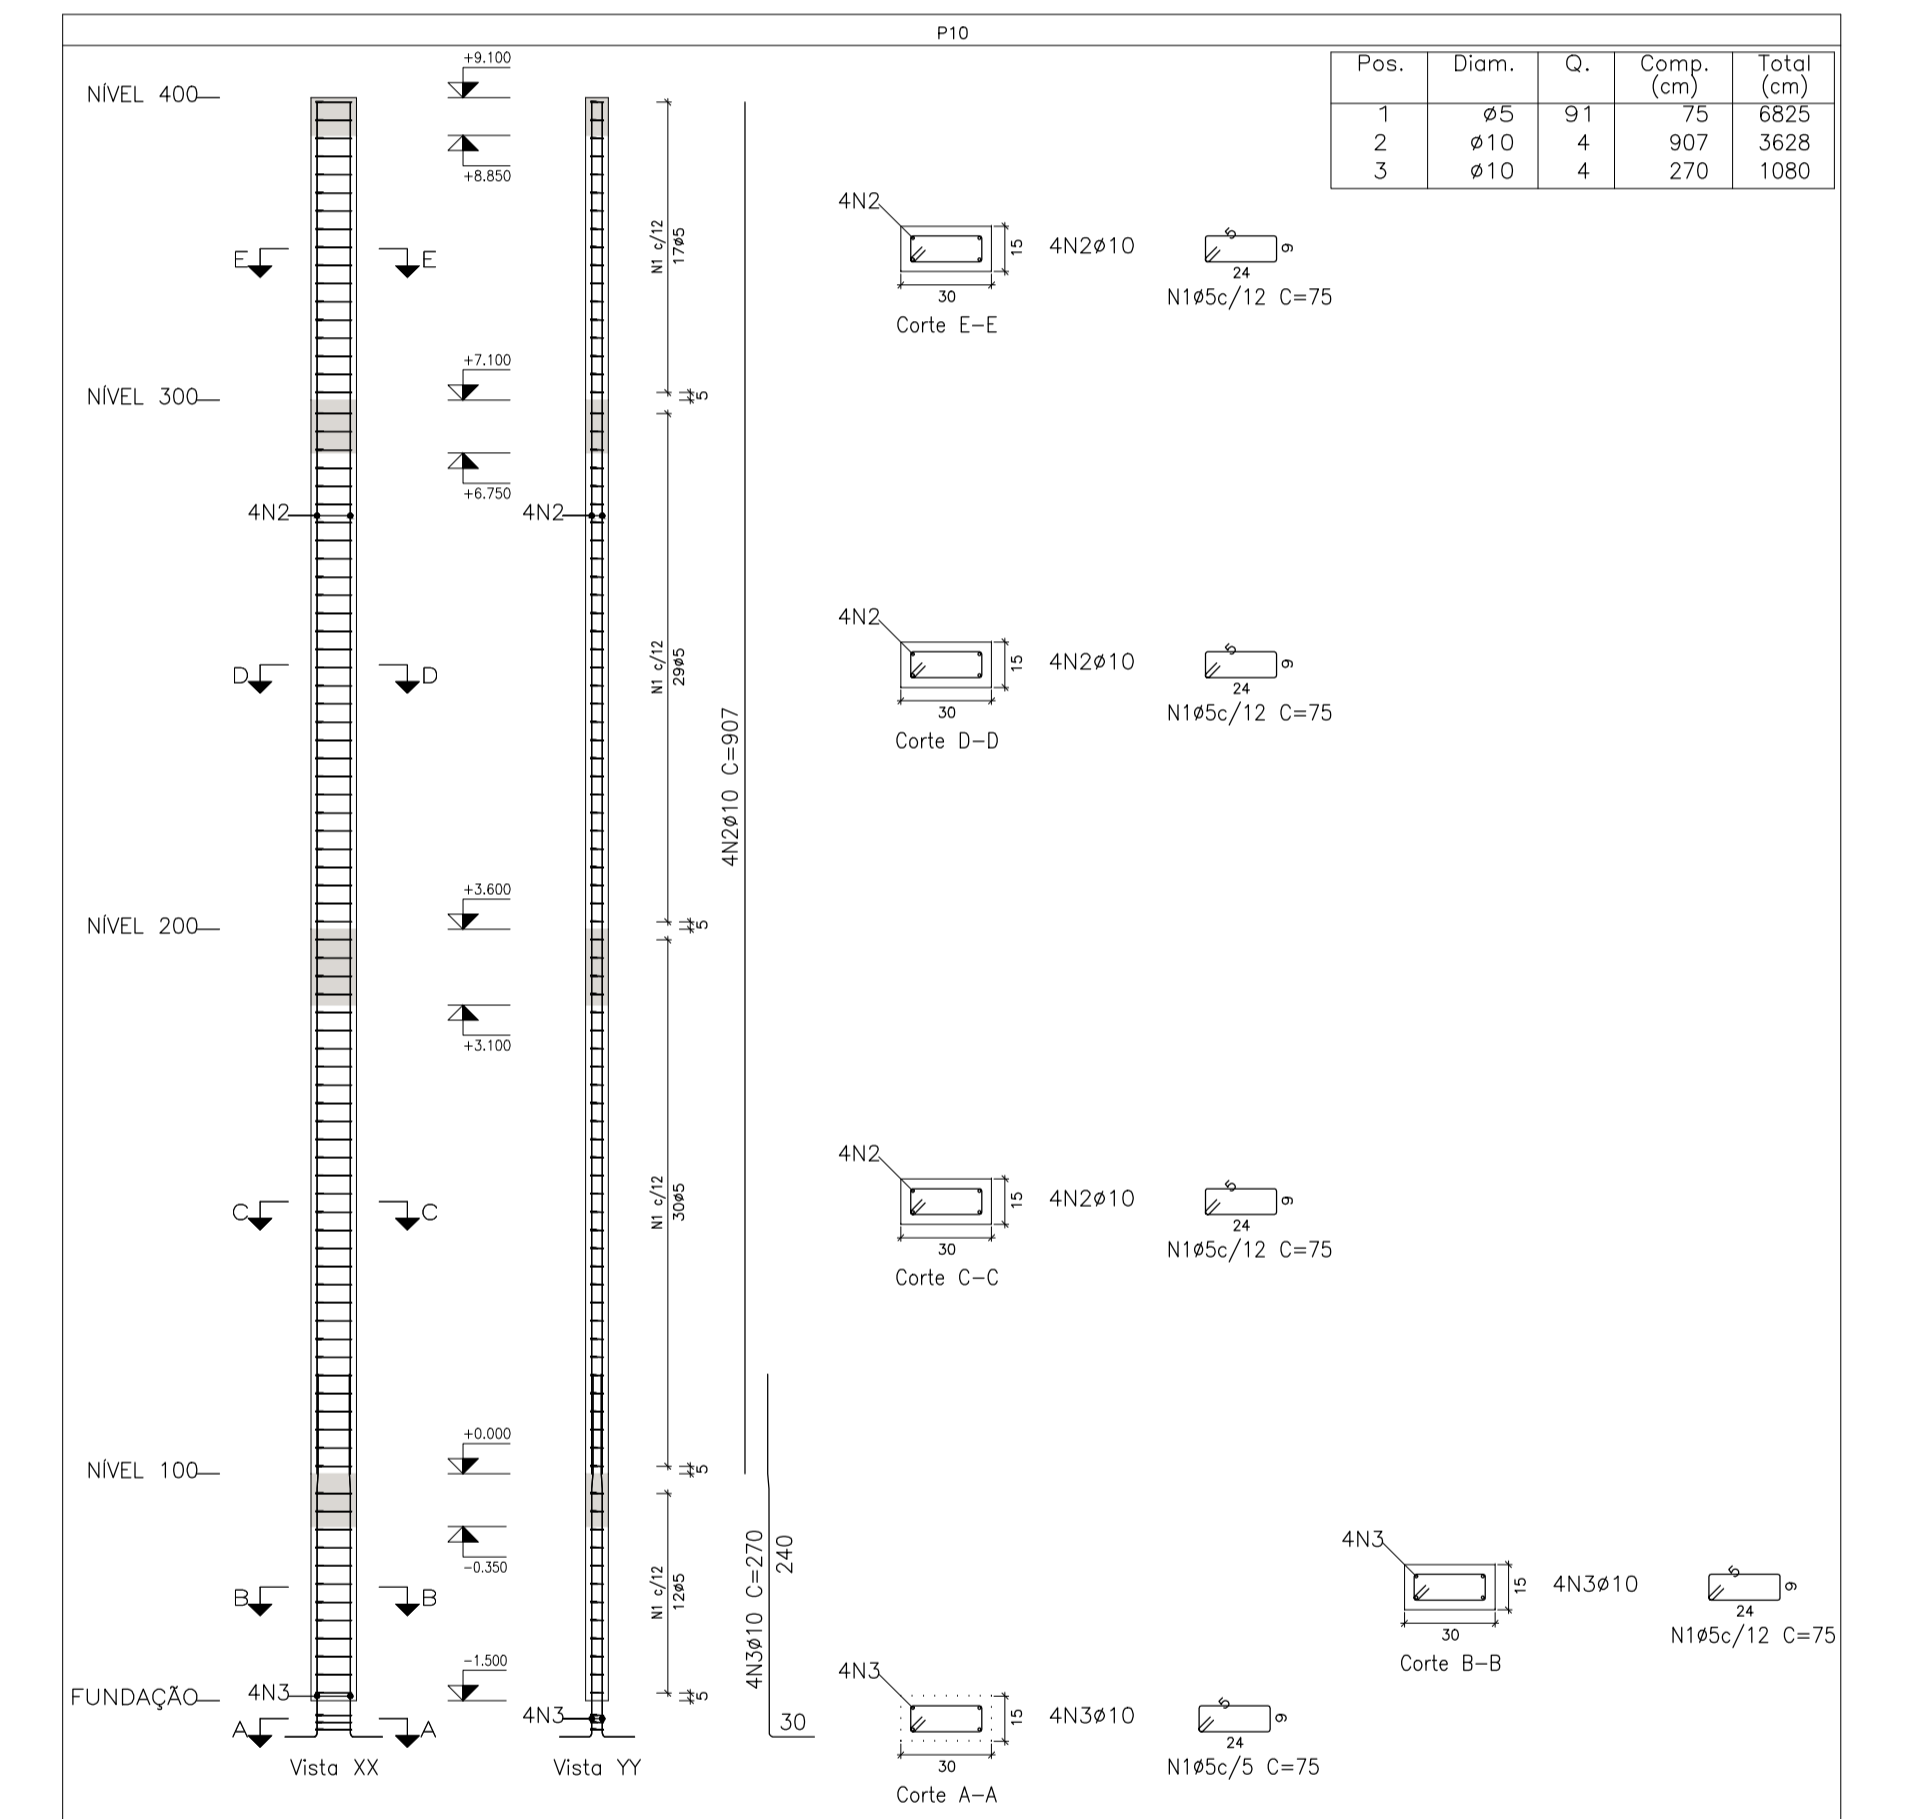 P10
Pos. Diam. Q. Comp. (cm) Total (cm)
1 ø5 91 75 6825
2 ø10 4 907 3628
3 ø10 4 270 1080
NÍVEL 400
+9.100
+8.850
E E
N1 c/12
17ø5
4N2
15
30
4N2ø10
5
9
24
N1ø5c/12 C=75
Corte E-E
NÍVEL 300
+7.100
5
+6.750
4N2
4N2
D D
N1 c/12
29ø5
4N2ø10 C=907
4N2
15
30
4N2ø10
5
9
24
N1ø5c/12 C=75
Corte D-D
NÍVEL 200
+3.600
5
+3.100
C C
N1 c/12
30ø5
4N2
15
30
4N2ø10
5
9
24
N1ø5c/12 C=75
Corte C-C
NÍVEL 100
+0.000
5
-0.350
B B
N1 c/12
12ø5
4N3ø10 C=270
240
30
4N3
15
30
4N3ø10
5
9
24
N1ø5c/12 C=75
Corte B-B
FUNDAÇÃO
-1.500
5
4N3
4N3
A A
4N3
15
30
4N3ø10
5
9
24
N1ø5c/5 C=75
Corte A-A
Vista XX
Vista YY